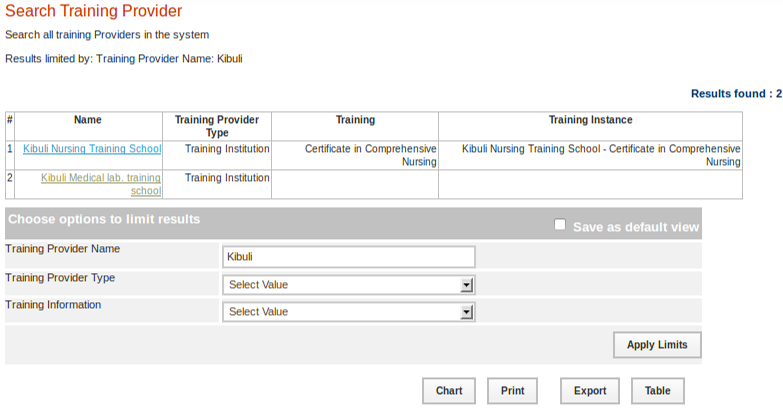 Search Training Provider
Search all training Providers in the system
Results limited by: Training Provider Name: Kibuli
Results found : 2
# Name Training Provider Type Training Training Instance
1 Kibuli Nursing Training School Training Institution Certificate in Comprehensive Nursing Kibuli Nursing Training School - Certificate in Comprehensive Nursing
2 Kibuli Medical lab. training school Training Institution
Choose options to limit results Save as default view
Training Provider Name Kibuli
Training Provider Type Select Value
Training Information Select Value
Apply Limits
Chart Print Export Table